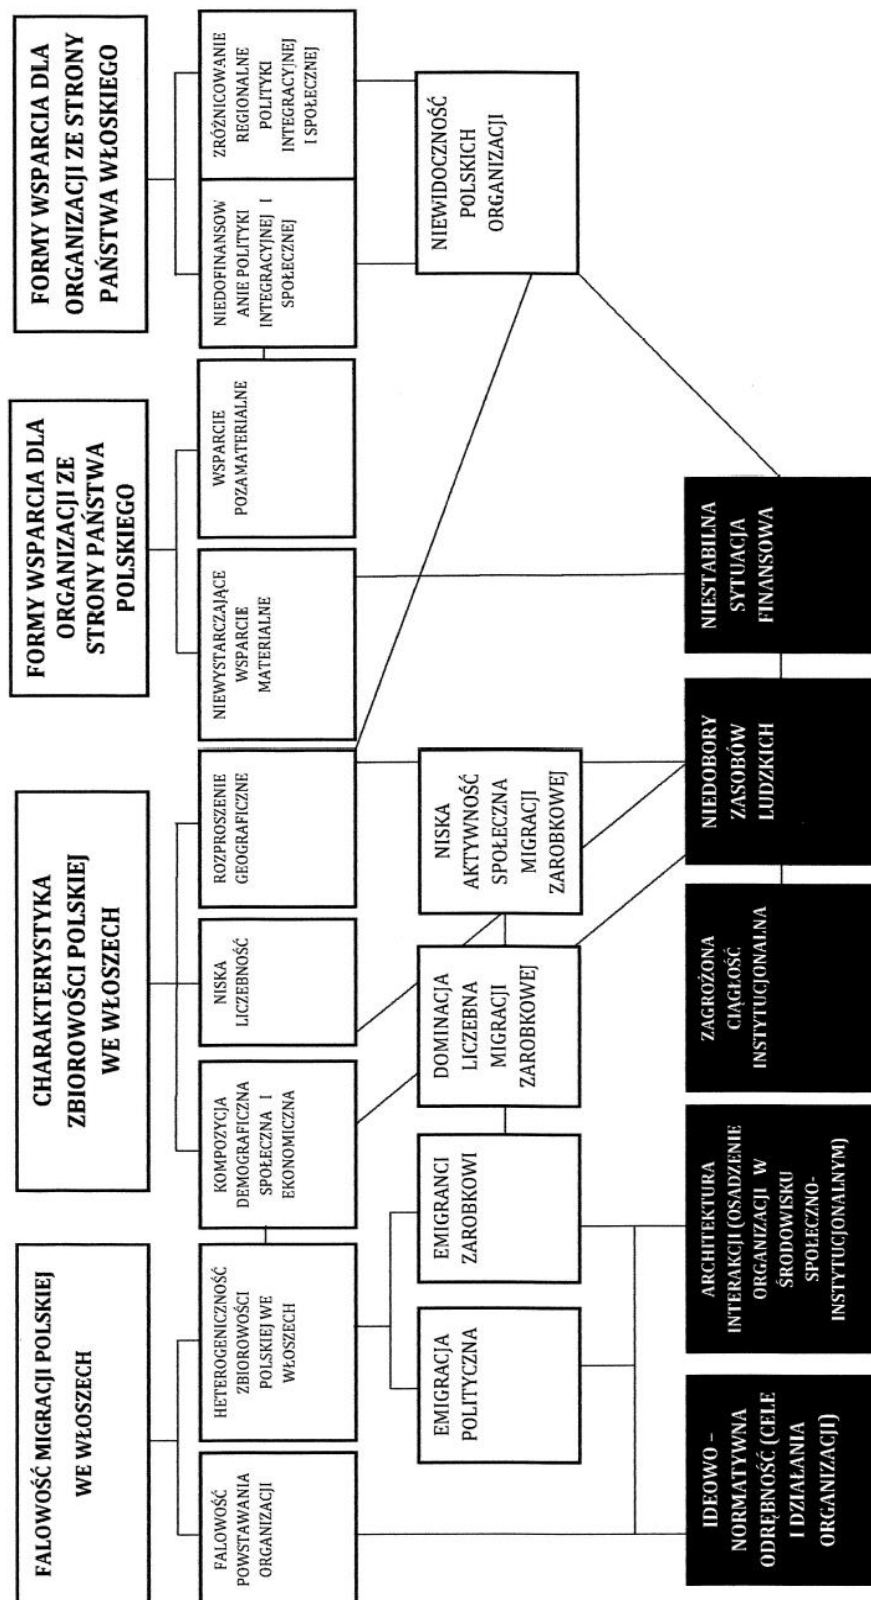 FALOWOŚĆ MIGRACJI POLSKIEJ
WE WŁOSZECH
CHARAKTERYSTYKA
ZBIOROWOŚCI POLSKIEJ
WE WŁOSZECH
FORMY WSPARCIA DLA
ORGANIZACJI ZE
STRONY PAŃSTWA
POLSKIEGO
FORMY WSPARCIA DLA
ORGANIZACJI ZE STRONY
PAŃSTWA WŁOSKIEGO
FALOWOŚĆ
POWSTAWANIA
ORGANIZACJI
HETEROGENICZNOŚĆ
ZBIOROWOŚCI
POLSKIEJ WE
WŁOSZECH
KOMPOZYCJA
DEMOGRAFICZNA
SPOŁECZNA I
EKONOMICZNA
NISKA
LICZEBNOŚĆ
ROZPROSZENIE
GEOGRAFICZNE
NIEWYSTARCZAJĄCE
WSPARCIE
MATERIALNE
WSPARCIE
POZAMATERIALNE
NIEDOFINANSOW
ANIE POLITYKI
INTEGRACYJNEJ I
SPOŁECZNEJ
ZRÓŻNICOWANIE
REGIONALNE
POLITYKI
INTEGRACYJNEJ
I SPOŁECZNEJ
EMIGRACJA
POLITYCZNA
EMIGRANCI
ZAROBKOWI
DOMINACJA
LICZEBNA
MIGRACJI
ZAROBKOWEJ
NISKA
AKTYWNOŚĆ
SPOŁECZNA
MIGRACJI
ZAROBKOWEJ
NIEWIDOCZNOŚĆ
POLSKICH
ORGANIZACJI
IDEOWO –
NORMATYWNA
ODRĘBNOŚĆ (CELE
I DZIAŁANIA
ORGANIZACJI)
ARCHITEKTURA
INTERAKCJI (OSADZENIE
ORGANIZACJI W
ŚRODOWISKU
SPOŁECZNO-
INSTYTUCJONALNYM)
ZAGROŻONA
CIĄGŁOŚĆ
INSTYTUCJONALNA
NIEDOBORY
ZASOBÓW
LUDZKICH
NIESTABILNA
SYTUACJA
FINANSOWA